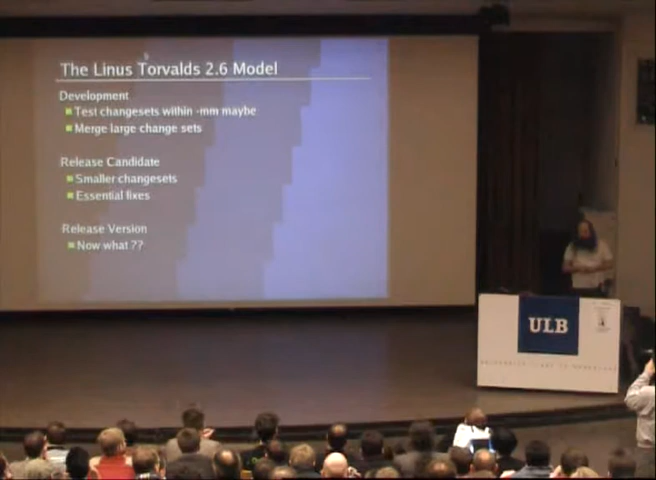 The Linus Torvalds 2.6 Model
Development
Test changesets within -mm maybe
Merge large change sets
Release Candidate
Smaller changesets
Essential fixes
Release Version
Now what ??
ULB